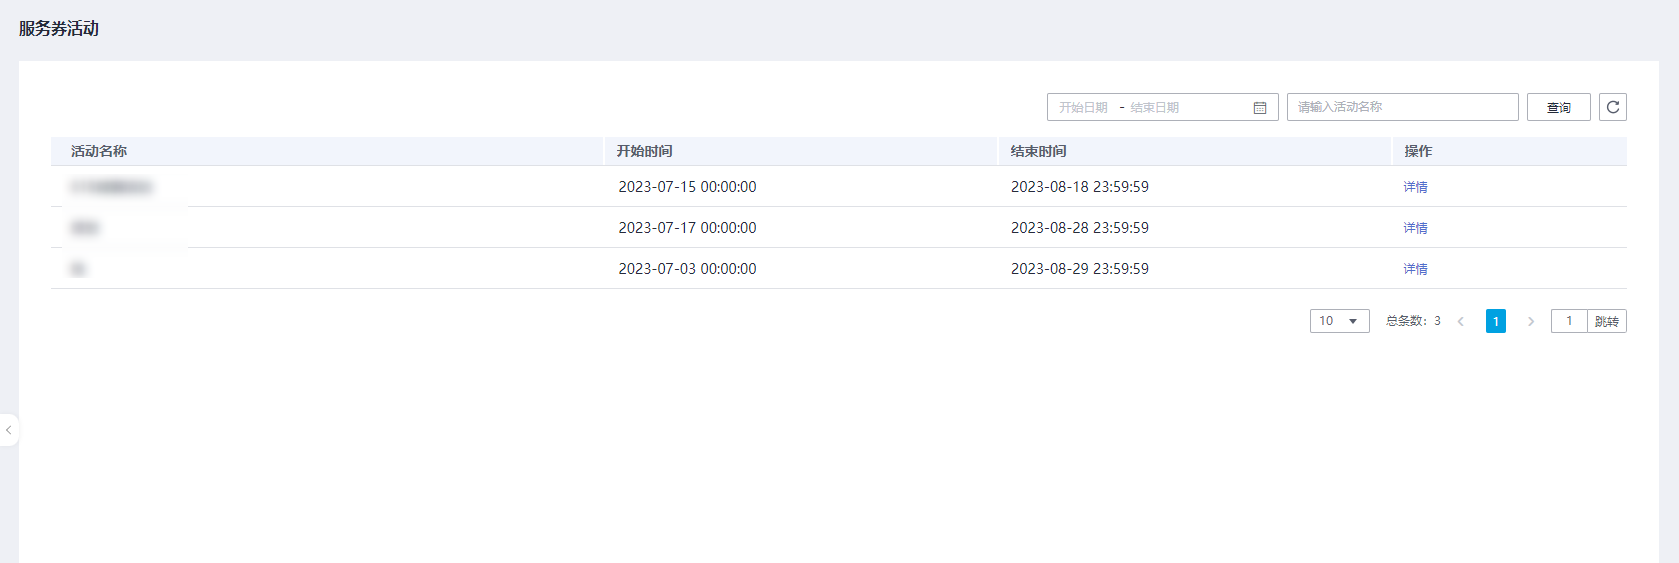 服务券活动
开始日期 - 结束日期 请输入活动名称 查询
活动名称 开始时间 结束时间 操作
2023-07-15 00:00:00 2023-08-18 23:59:59 详情
2023-07-17 00:00:00 2023-08-28 23:59:59 详情
2023-07-03 00:00:00 2023-08-29 23:59:59 详情
10 总条数：3 < 1 > 1 跳转